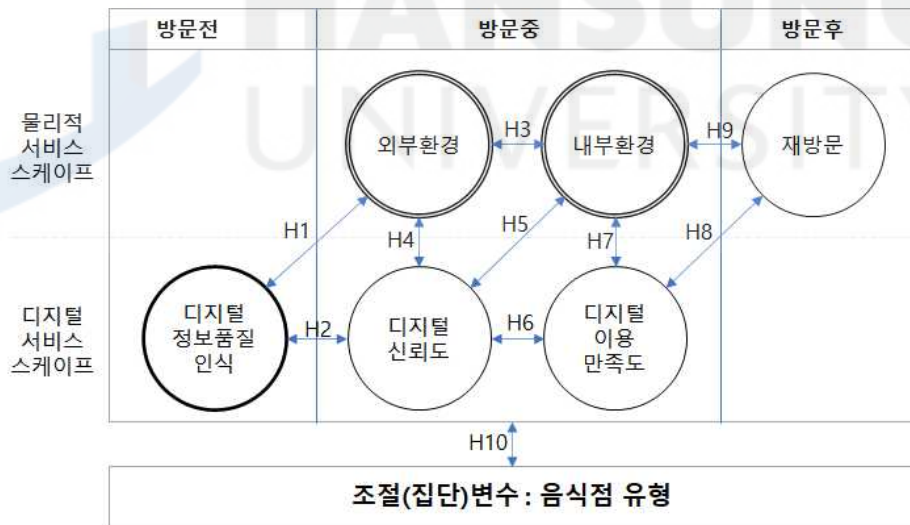 HANSUNG
UNIVERSITY
방문전 방문중 방문후
물리적
서비스
스케이프
외부환경
H3
내부환경
H9
재방문
H1
H4
H5
H7
H8
디지털
서비스
스케이프
디지털
정보품질
인식
H2
디지털
신뢰도
H6
디지털
이용
만족도
H10
조절(집단)변수 : 음식점 유형